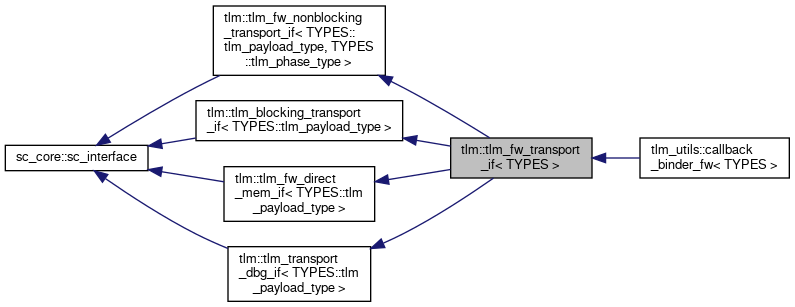 tlm::tlm_fw_nonblocking
_transport_if< TYPES::
tlm_payload_type, TYPES
::tlm_phase_type >
tlm::tlm_blocking_transport
_if< TYPES::tlm_payload_type >
sc_core::sc_interface
tlm::tlm_fw_transport
_if< TYPES >
tlm_utils::callback
_binder_fw< TYPES >
tlm::tlm_fw_direct
_mem_if< TYPES::tlm
_payload_type >
tlm::tlm_transport
_dbg_if< TYPES::tlm
_payload_type >